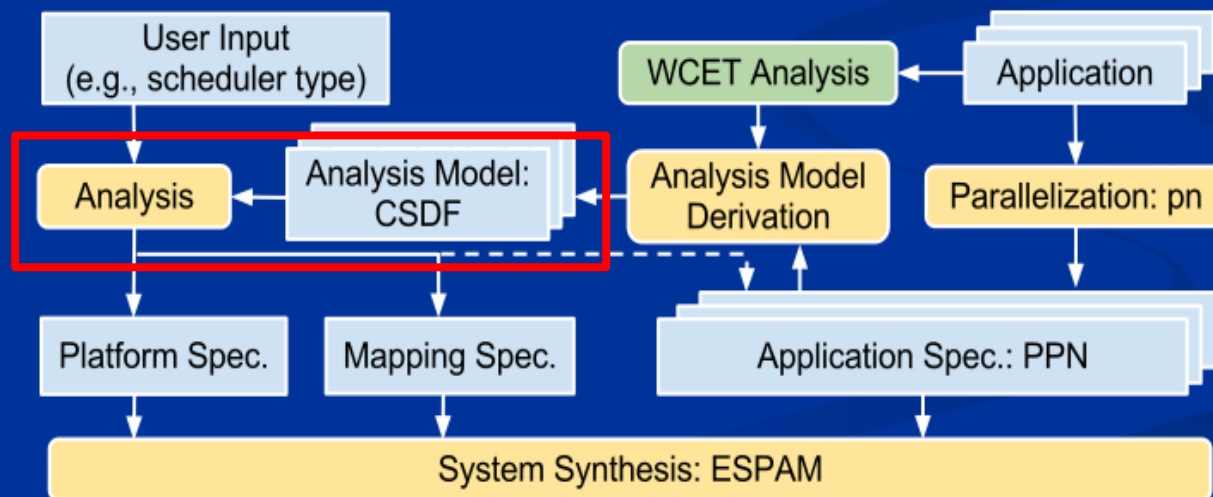 User Input
(e.g., scheduler type)
WCET Analysis
Application
Analysis
Analysis Model:
CSDF
Analysis Model
Derivation
Parallelization: pn
Platform Spec.
Mapping Spec.
Application Spec.: PPN
System Synthesis: ESPAM